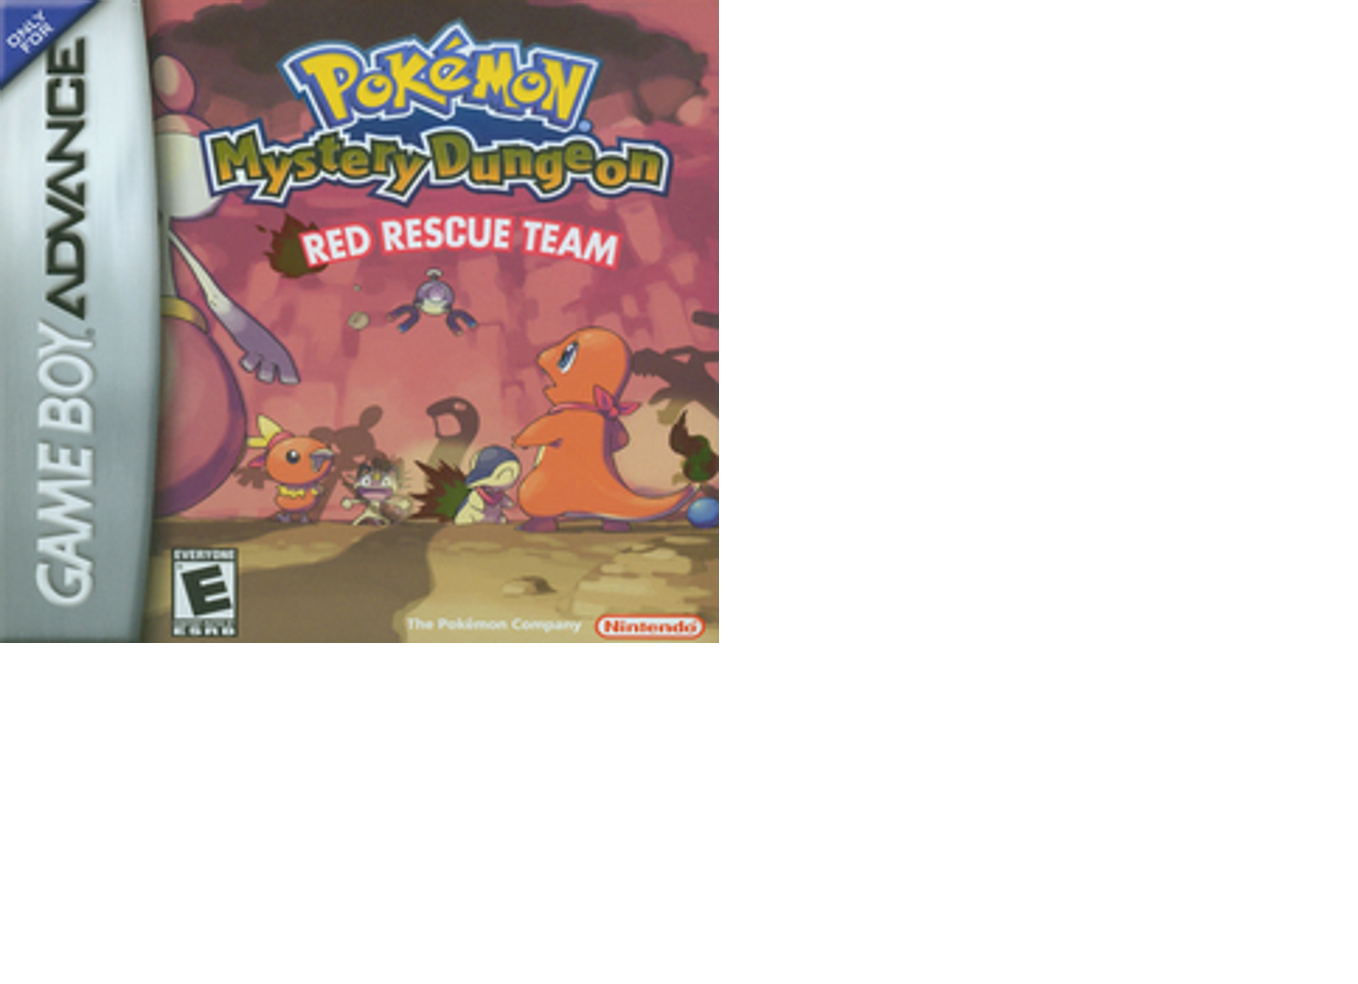 ONLY
FOR
GAME BOY ADVANCE
POKéMON
Mystery Dungeon
RED RESCUE TEAM
EVERYONE
E
ESRB
The Pokémon Company
Nintendo